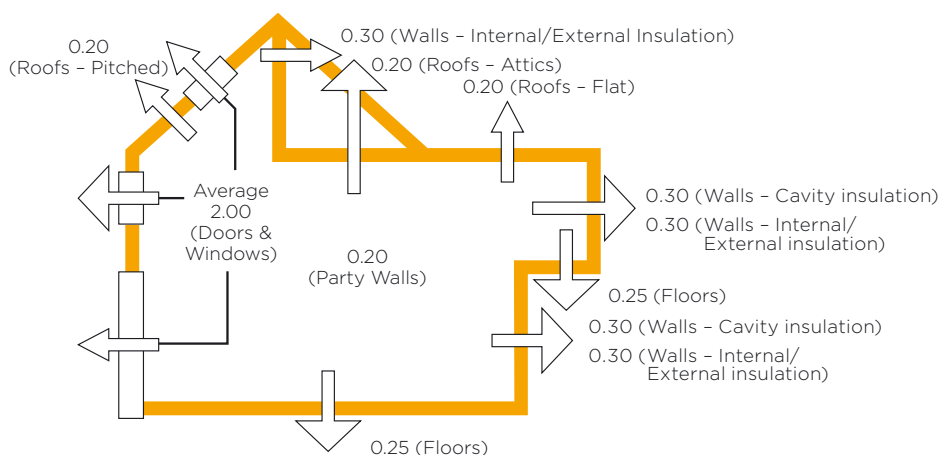 0.20
(Roofs – Pitched)
0.30 (Walls – Internal/External Insulation)
0.20 (Roofs – Attics)
0.20 (Roofs – Flat)
Average
2.00
(Doors &
Windows)
0.20
(Party Walls)
0.30 (Walls – Cavity insulation)
0.30 (Walls – Internal/
External insulation)
0.25 (Floors)
0.30 (Walls – Cavity insulation)
0.30 (Walls – Internal/
External insulation)
0.25 (Floors)